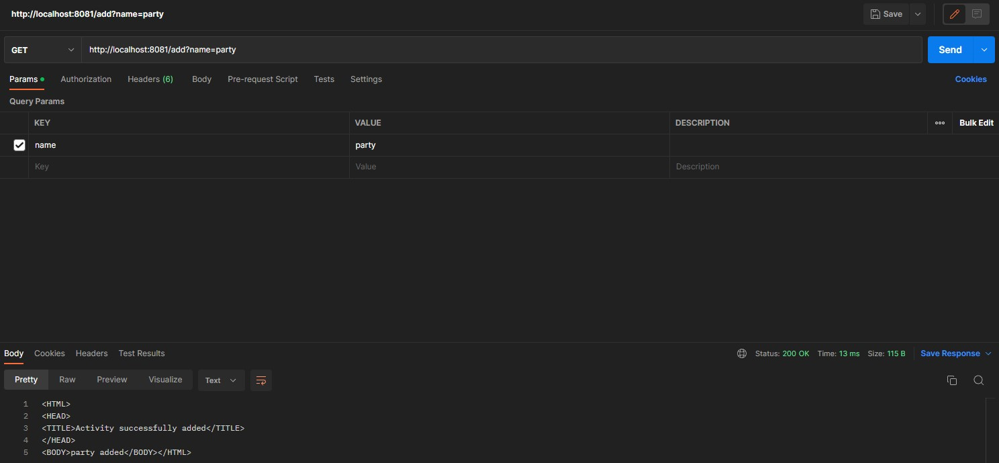 http://localhost:8081/add?name=party Save
GET http://localhost:8081/add?name=party Send
Params Authorization Headers (6) Body Pre-request Script Tests Settings Cookies
Query Params
KEY VALUE DESCRIPTION ooo Bulk Edit
name party
Key Value Description
Body Cookies Headers Test Results Status: 200 OK Time: 13 ms Size: 115 B Save Response
Pretty Raw Preview Visualize Text
1 <HTML>
2 <HEAD>
3 <TITLE>Activity successfully added</TITLE>
4 </HEAD>
5 <BODY>party added</BODY></HTML>